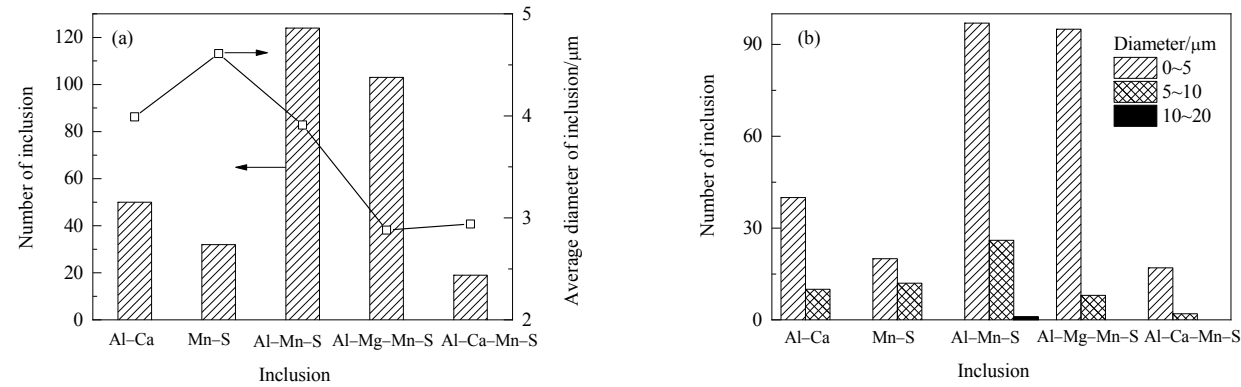 (a)
Number of inclusion
120
100
80
60
40
20
0
5
4
3
2
Average diameter of inclusion/μm
Al–Ca
Mn–S
Al–Mn–S
Al–Mg–Mn–S
Al–Ca–Mn–S
Inclusion
(b)
Number of inclusion
90
60
30
0
Diameter/μm
0~5
5~10
10~20
Al–Ca
Mn–S
Al–Mn–S
Al–Mg–Mn–S
Al–Ca–Mn–S
Inclusion